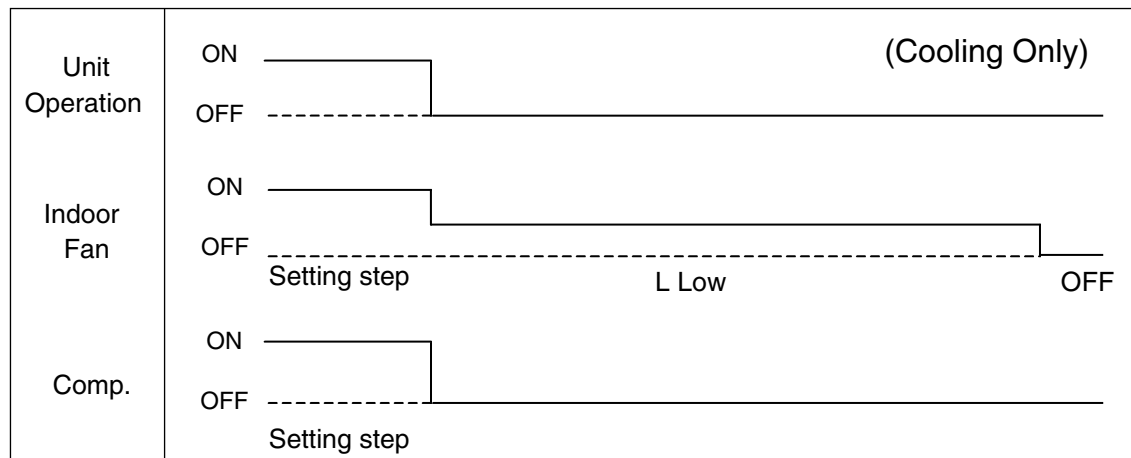 (Cooling Only)
Unit
Operation
ON
OFF
Indoor
Fan
ON
OFF
Setting step
L Low
OFF
Comp.
ON
OFF
Setting step